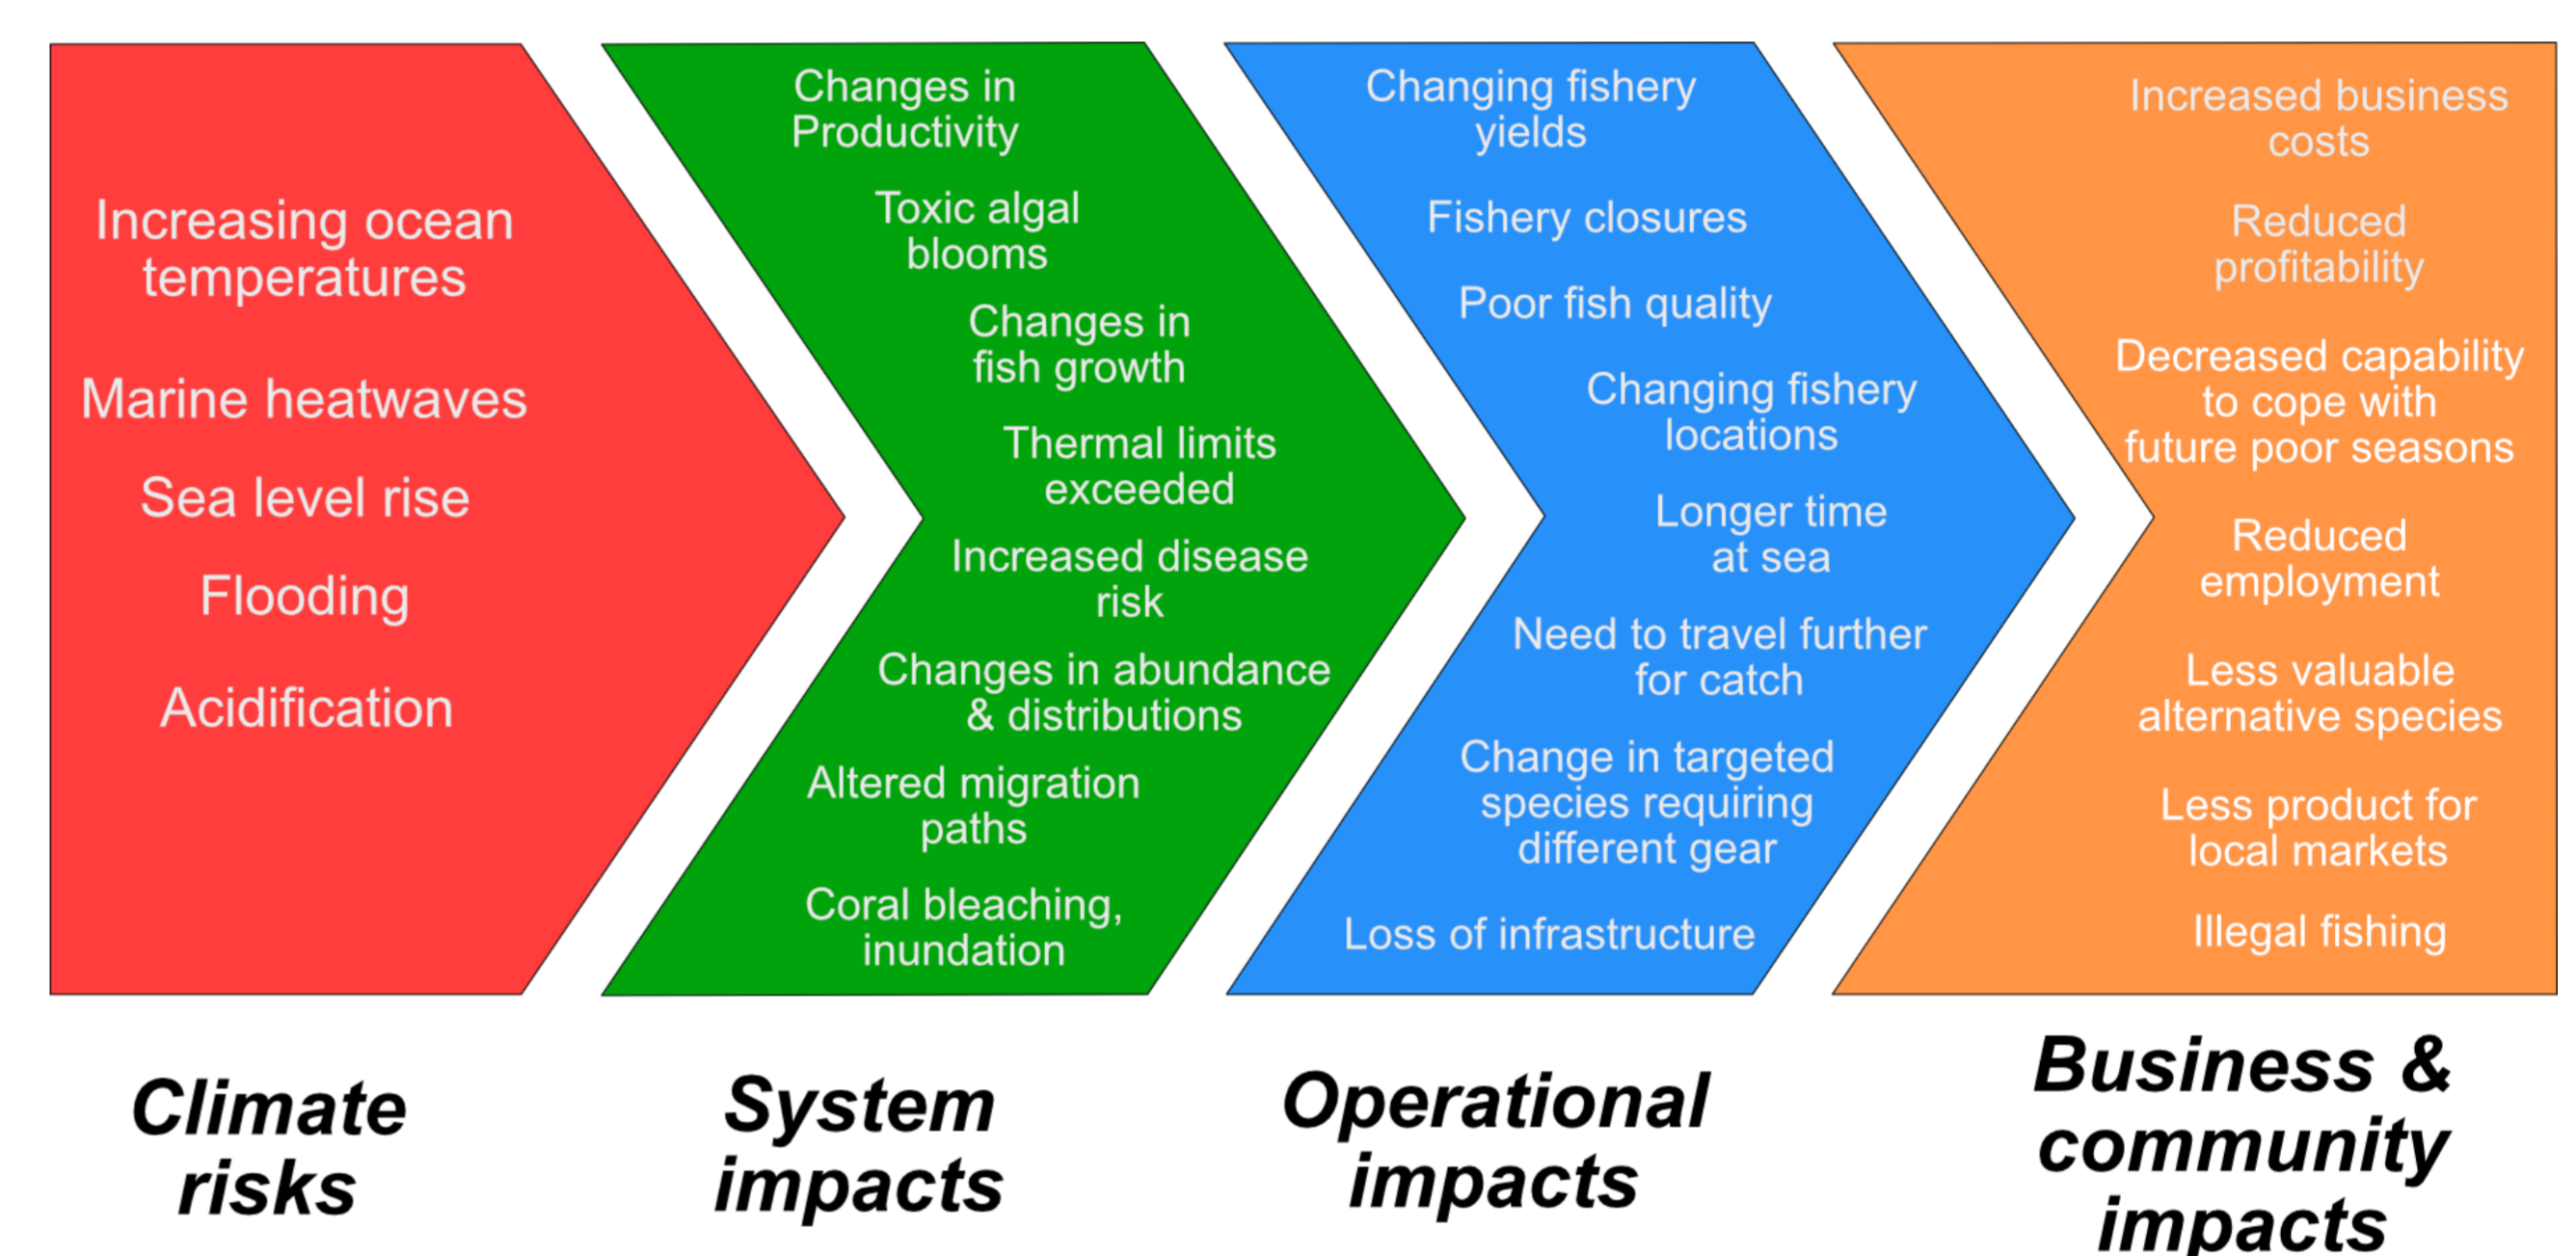 Increasing ocean
temperatures
Marine heatwaves
Sea level rise
Flooding
Acidification
Climate
risks
Changes in
Productivity
Toxic algal
blooms
Changes in
fish growth
Thermal limits
exceeded
Increased disease
risk
Changes in abundance
& distributions
Altered migration
paths
Coral bleaching,
inundation
System
impacts
Changing fishery
yields
Fishery closures
Poor fish quality
Changing fishery
locations
Longer time
at sea
Need to travel further
for catch
Change in targeted
species requiring
different gear
Loss of infrastructure
Operational
impacts
Increased business
costs
Reduced
profitability
Decreased capability
to cope with
future poor seasons
Reduced
employment
Less valuable
alternative species
Less product for
local markets
Illegal fishing
Business &
community
impacts